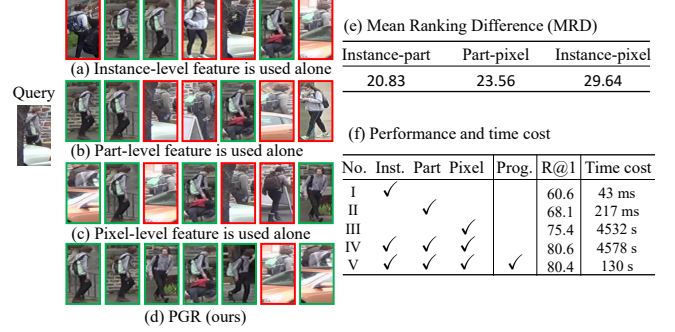 Query
(a) Instance-level feature is used alone
(b) Part-level feature is used alone
(c) Pixel-level feature is used alone
(d) PGR (ours)
(e) Mean Ranking Difference (MRD)
Instance-part Part-pixel Instance-pixel
20.83 23.56 29.64
(f) Performance and time cost
No. Inst. Part Pixel Prog. R@1 Time cost
I ✓ 60.6 43 ms
II ✓ 68.1 217 ms
III ✓ 75.4 4532 s
IV ✓ ✓ ✓ 80.6 4578 s
V ✓ ✓ ✓ ✓ 80.4 130 s